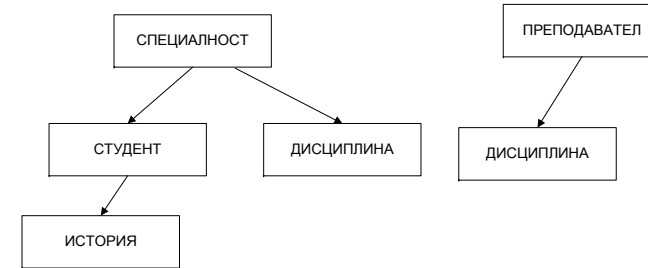 СПЕЦИАЛНОСТ
ПРЕПОДАВАТЕЛ
СТУДЕНТ
ДИСЦИПЛИНА
ДИСЦИПЛИНА
ИСТОРИЯ